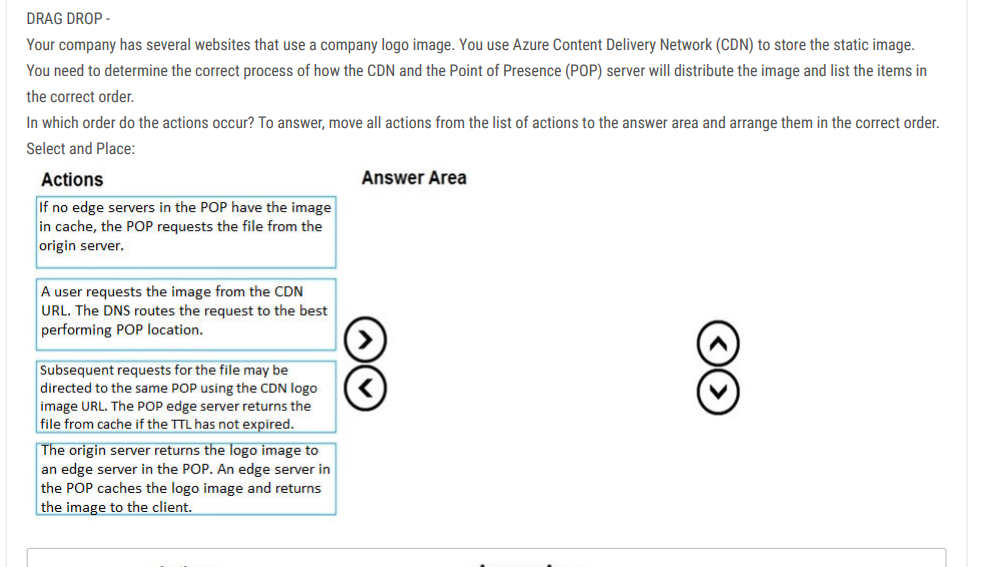 DRAG DROP -
Your company has several websites that use a company logo image. You use Azure Content Delivery Network (CDN) to store the static image.
You need to determine the correct process of how the CDN and the Point of Presence (POP) server will distribute the image and list the items in
the correct order.
In which order do the actions occur? To answer, move all actions from the list of actions to the answer area and arrange them in the correct order.
Select and Place:
Actions
Answer Area
If no edge servers in the POP have the image
in cache, the POP requests the file from the
origin server.
A user requests the image from the CDN
URL. The DNS routes the request to the best
performing POP location.
Subsequent requests for the file may be
directed to the same POP using the CDN logo
image URL. The POP edge server returns the
file from cache if the TTL has not expired.
The origin server returns the logo image to
an edge server in the POP. An edge server in
the POP caches the logo image and returns
the image to the client.